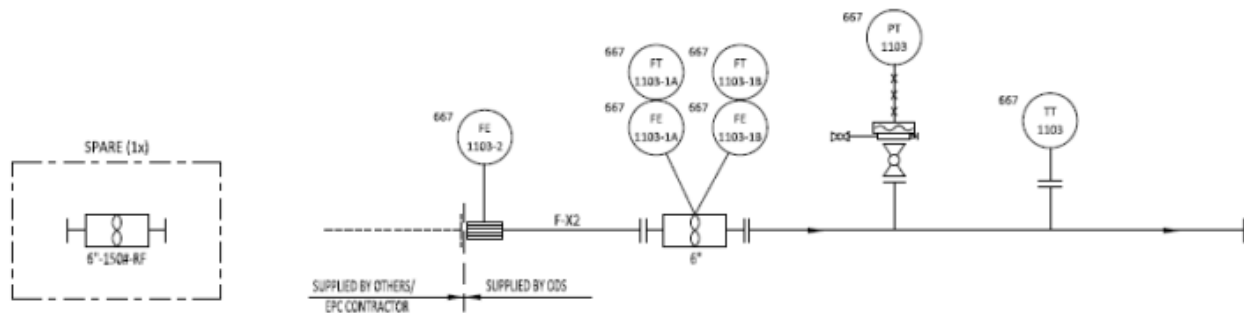 SPARE (1x)
6"-150#-RF
667
FE
1103-2
SUPPLIED BY OTHERS/
EPC CONTRACTOR
SUPPLIED BY ODS
F-X2
667
FT
1103-1A
667
FE
1103-1A
667
FT
1103-1B
667
FE
1103-1B
6"
667
PT
1103
667
TT
1103